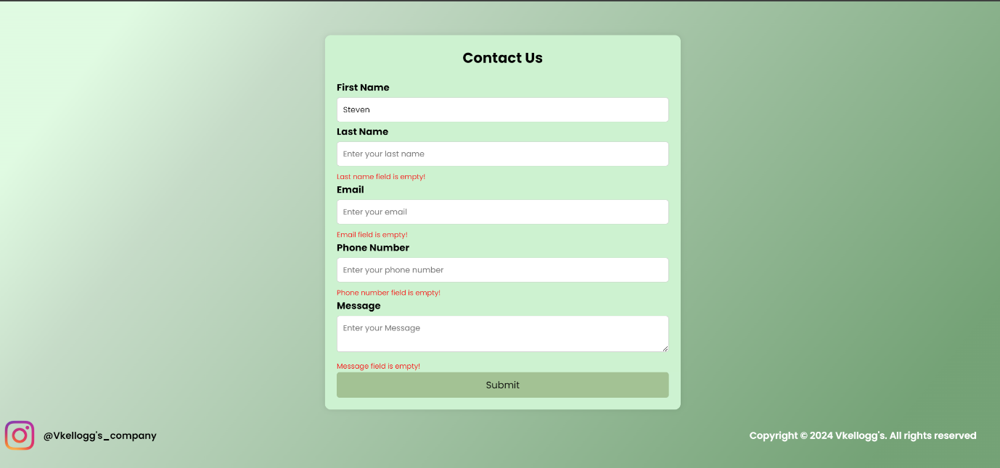 Contact Us
First Name
Steven
Last Name
Enter your last name
Last name field is empty!
Email
Enter your email
Email field is empty!
Phone Number
Enter your phone number
Phone number field is empty!
Message
Enter your Message
Message field is empty!
Submit
@Vkellogg's_company
Copyright © 2024 Vkellogg's. All rights reserved